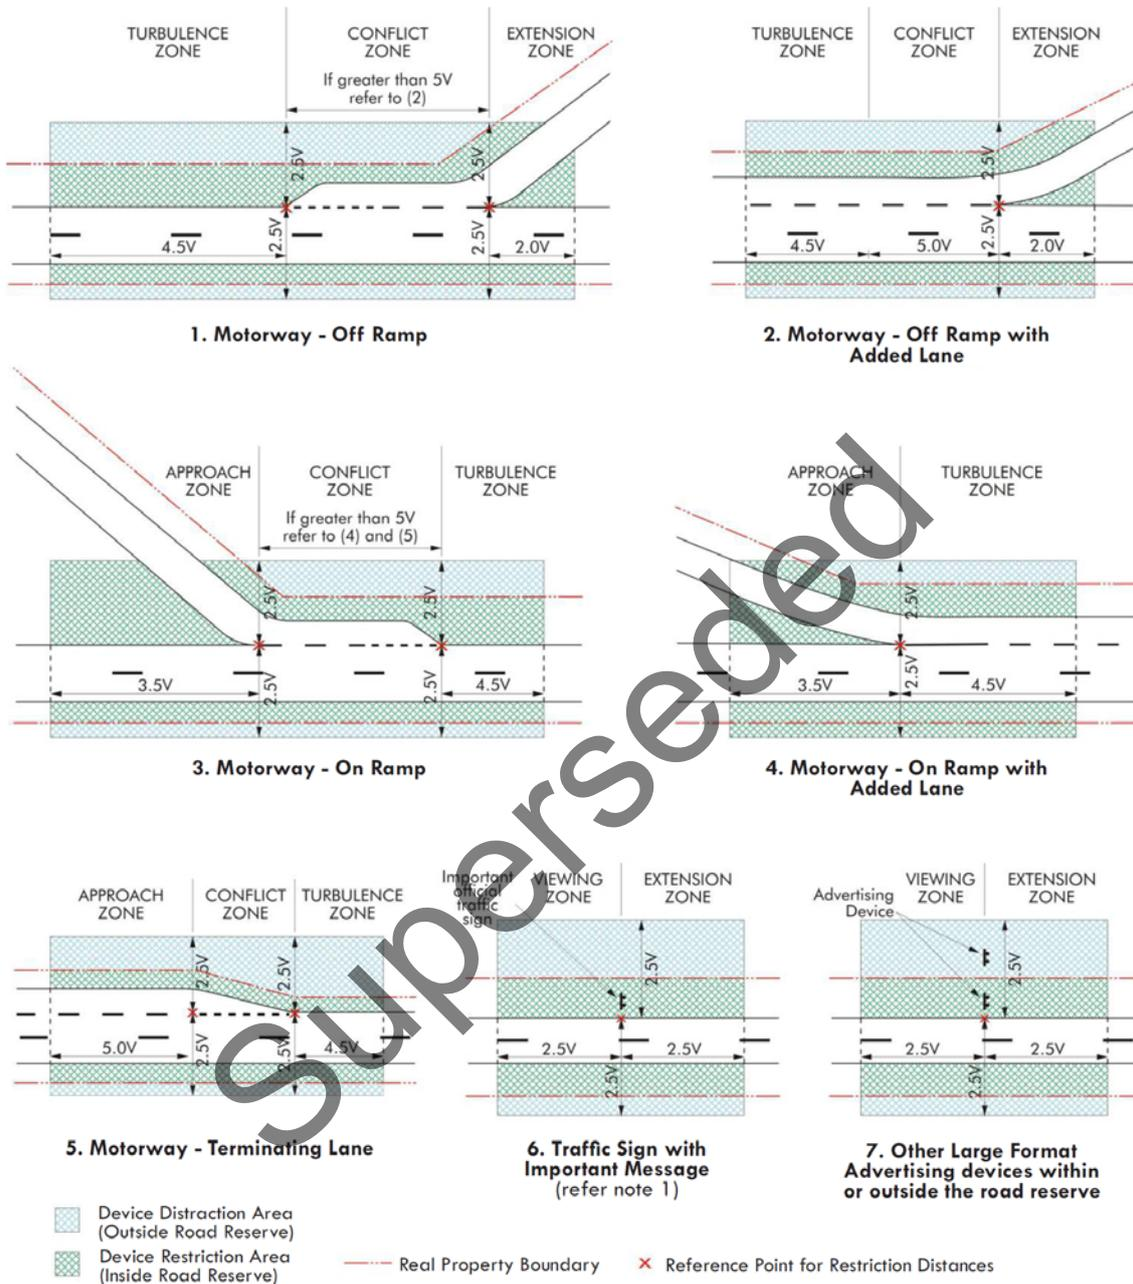 TURBULENCE
ZONE
CONFLICT
ZONE
EXTENSION
ZONE
If greater than 5V
refer to (2)
2.5V
2.5V
2.5V
2.5V
4.5V
2.0V
1. Motorway - Off Ramp
TURBULENCE
ZONE
CONFLICT
ZONE
EXTENSION
ZONE
2.5V
2.5V
4.5V
5.0V
2.0V
2. Motorway - Off Ramp with
Added Lane
APPROACH
ZONE
CONFLICT
ZONE
TURBULENCE
ZONE
If greater than 5V
refer to (4) and (5)
2.5V
2.5V
2.5V
2.5V
3.5V
4.5V
3. Motorway - On Ramp
APPROACH
ZONE
TURBULENCE
ZONE
2.5V
2.5V
3.5V
4.5V
4. Motorway - On Ramp with
Added Lane
APPROACH
ZONE
CONFLICT
ZONE
TURBULENCE
ZONE
2.5V
2.5V
2.5V
2.5V
5.0V
4.5V
5. Motorway - Terminating Lane
Important
official
traffic
sign
VIEWING
ZONE
EXTENSION
ZONE
2.5V
2.5V
2.5V
2.5V
6. Traffic Sign with
Important Message
(refer note 1)
Advertising
Device
VIEWING
ZONE
EXTENSION
ZONE
2.5V
2.5V
2.5V
2.5V
7. Other Large Format
Advertising devices within
or outside the road reserve
Device Distraction Area
(Outside Road Reserve)
Device Restriction Area
(Inside Road Reserve)
Real Property Boundary
Reference Point for Restriction Distances
Superseded